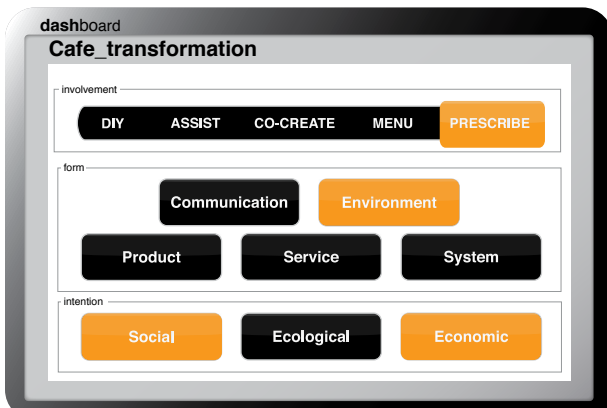 dashboard
Cafe_transformation
involvement
DIY ASSIST CO-CREATE MENU PRESCRIBE
form
Communication Environment
Product Service System
intention
Social Ecological Economic